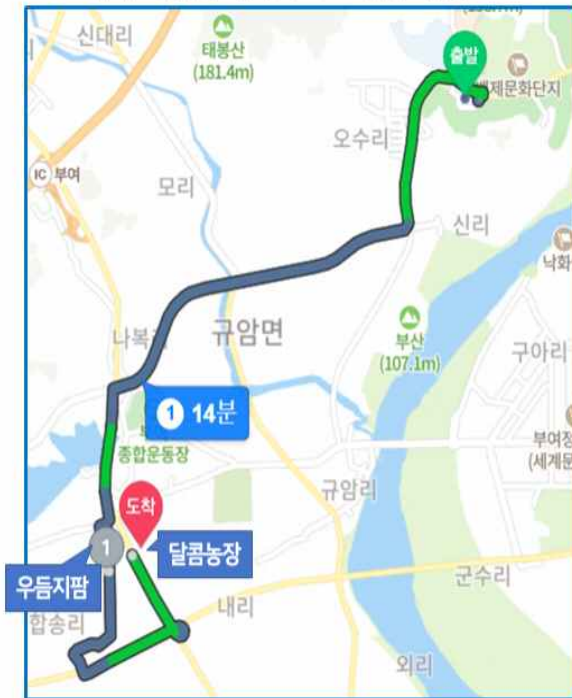 신대리
태봉산
(181.4m)
출발
백제문화단지
오수리
IC 부여
모리
신리
낙화
나복
규암면
부산
(107.1m)
구아리
1 14분
종합운동장
부여정
(세계문
규암리
도착
1
달콤농장
우듬지팜
군수리
합송리
내리
외리